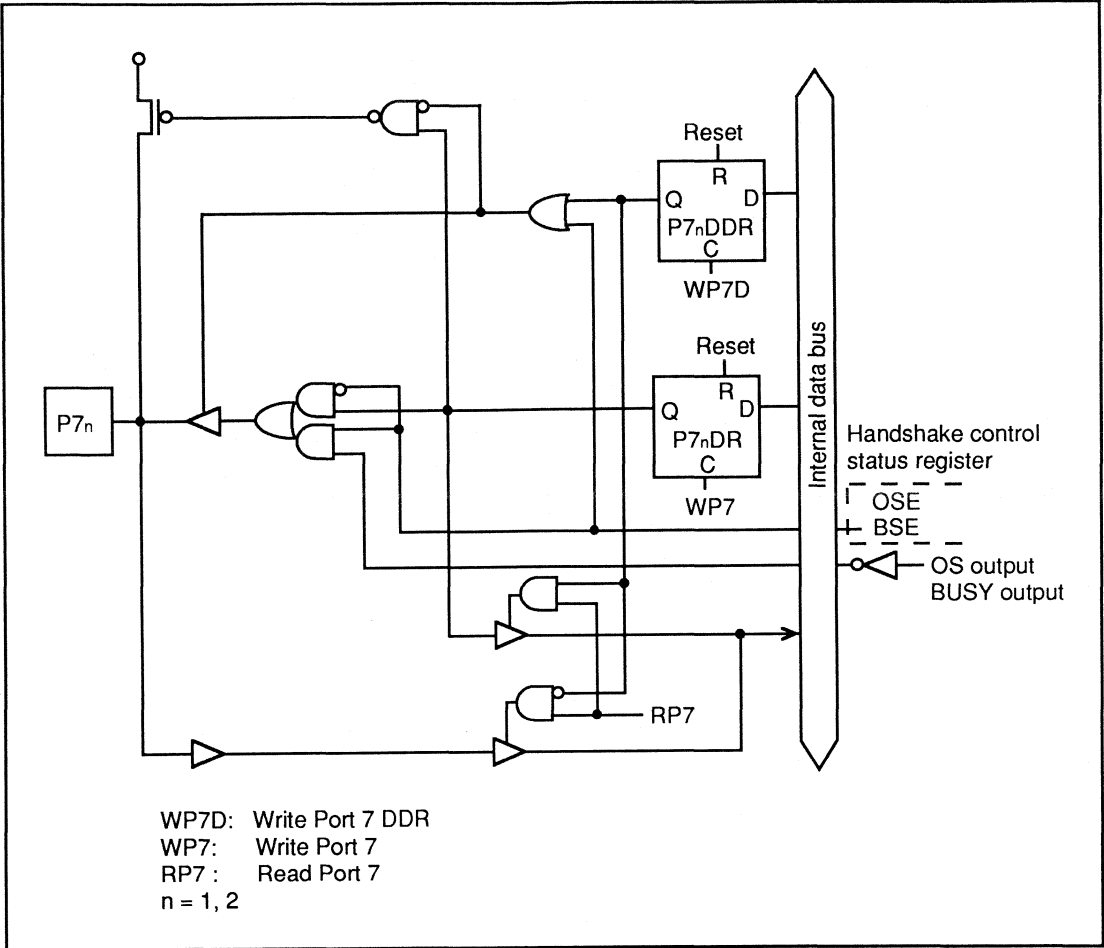 Reset
R
Q D
P7nDDR
C
WP7D
Reset
R
Q D
P7nDR
C
WP7
P7n
Internal data bus
Handshake control
status register
OSE
BSE
OS output
BUSY output
RP7
WP7D: Write Port 7 DDR
WP7: Write Port 7
RP7 : Read Port 7
n = 1, 2